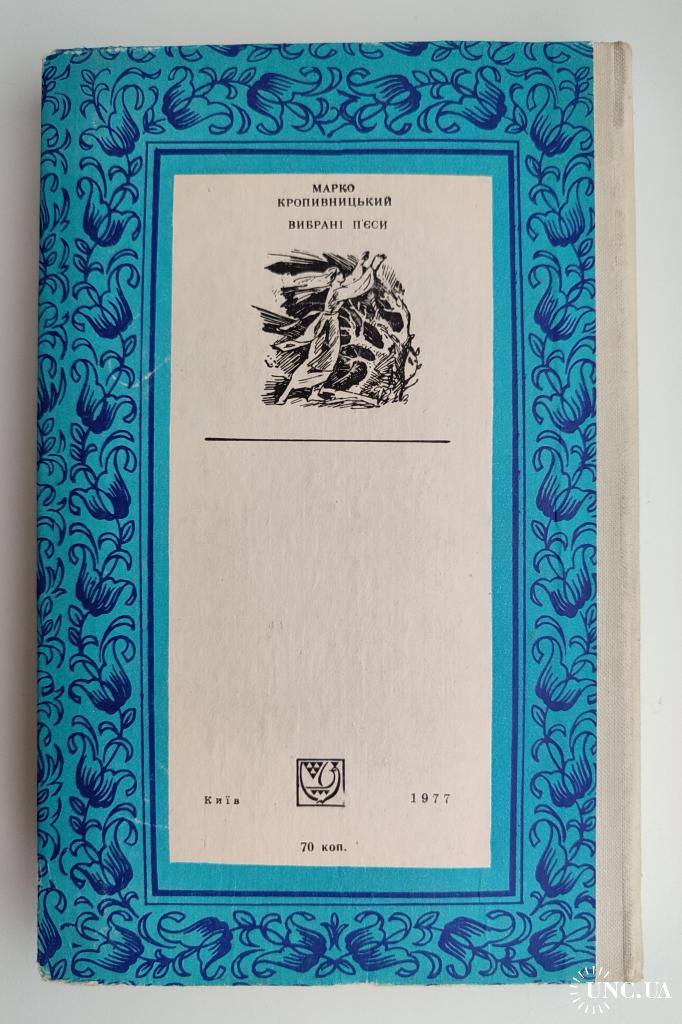 МАРКО
КРОПИВНИЦЬКИЙ
ВИБРАНІ П'ЄСИ
Київ
1977
70 коп.
UNC.UA